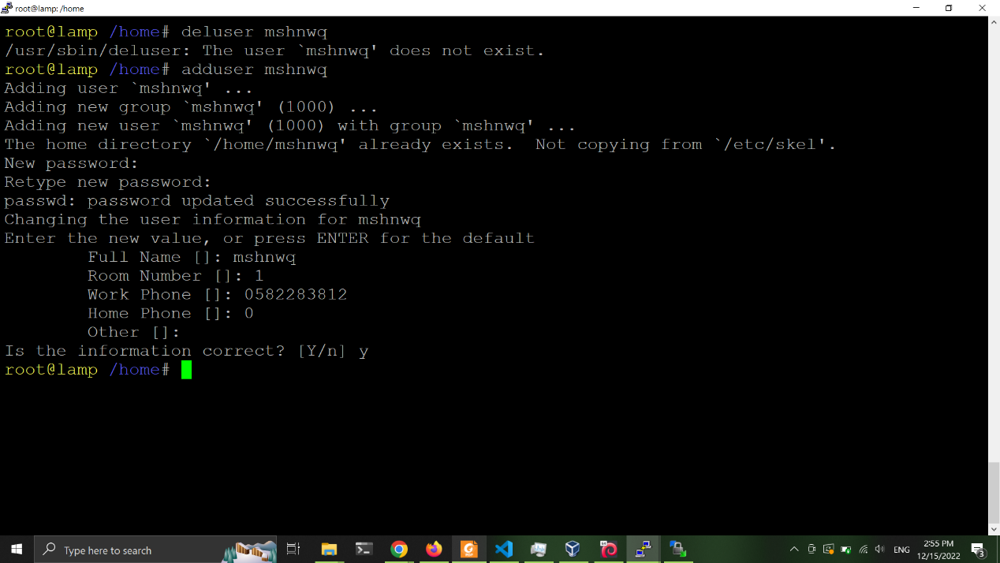 root@lamp: /home
root@lamp /home# deluser mshnwq
/usr/sbin/deluser: The user `mshnwq' does not exist.
root@lamp /home# adduser mshnwq
Adding user `mshnwq' ...
Adding new group `mshnwq' (1000) ...
Adding new user `mshnwq' (1000) with group `mshnwq' ...
The home directory `/home/mshnwq' already exists.  Not copying from `/etc/skel'.
New password:
Retype new password:
passwd: password updated successfully
Changing the user information for mshnwq
Enter the new value, or press ENTER for the default
        Full Name []: mshnwq
        Room Number []: 1
        Work Phone []: 0582283812
        Home Phone []: 0
        Other []:
Is the information correct? [Y/n] y
root@lamp /home#
Type here to search
ENG
2:55 PM
12/15/2022
3